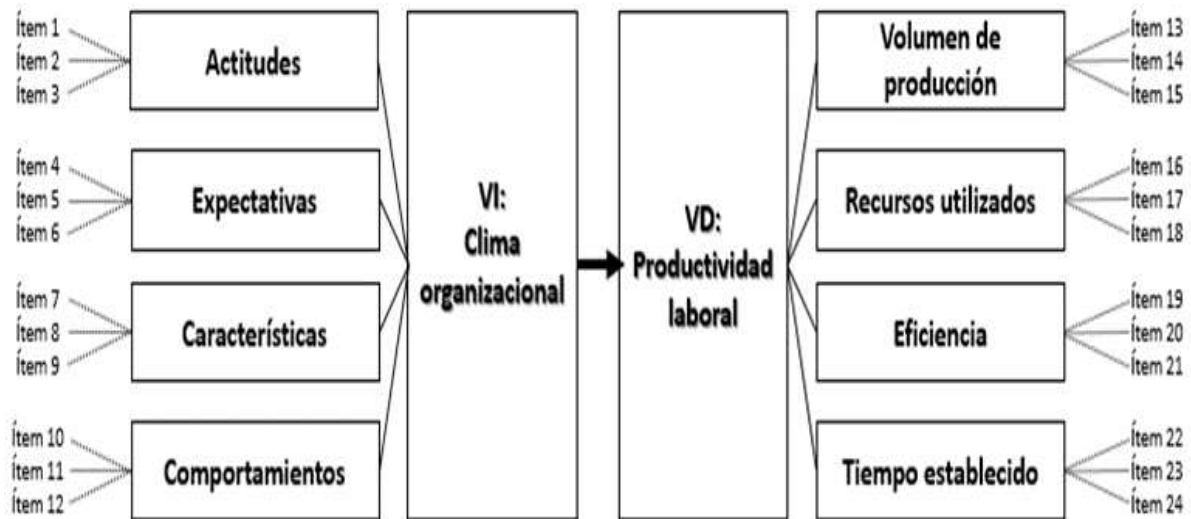 Ítem 1
Ítem 2
Ítem 3
Actitudes
Ítem 4
Ítem 5
Ítem 6
Expectativas
Ítem 7
Ítem 8
Ítem 9
Características
Ítem 10
Ítem 11
Ítem 12
Comportamientos
VI:
Clima
organizacional
VD:
Productividad
laboral
Volumen de
producción
Ítem 13
Ítem 14
Ítem 15
Recursos utilizados
Ítem 16
Ítem 17
Ítem 18
Eficiencia
Ítem 19
Ítem 20
Ítem 21
Tiempo establecido
Ítem 22
Ítem 23
Ítem 24